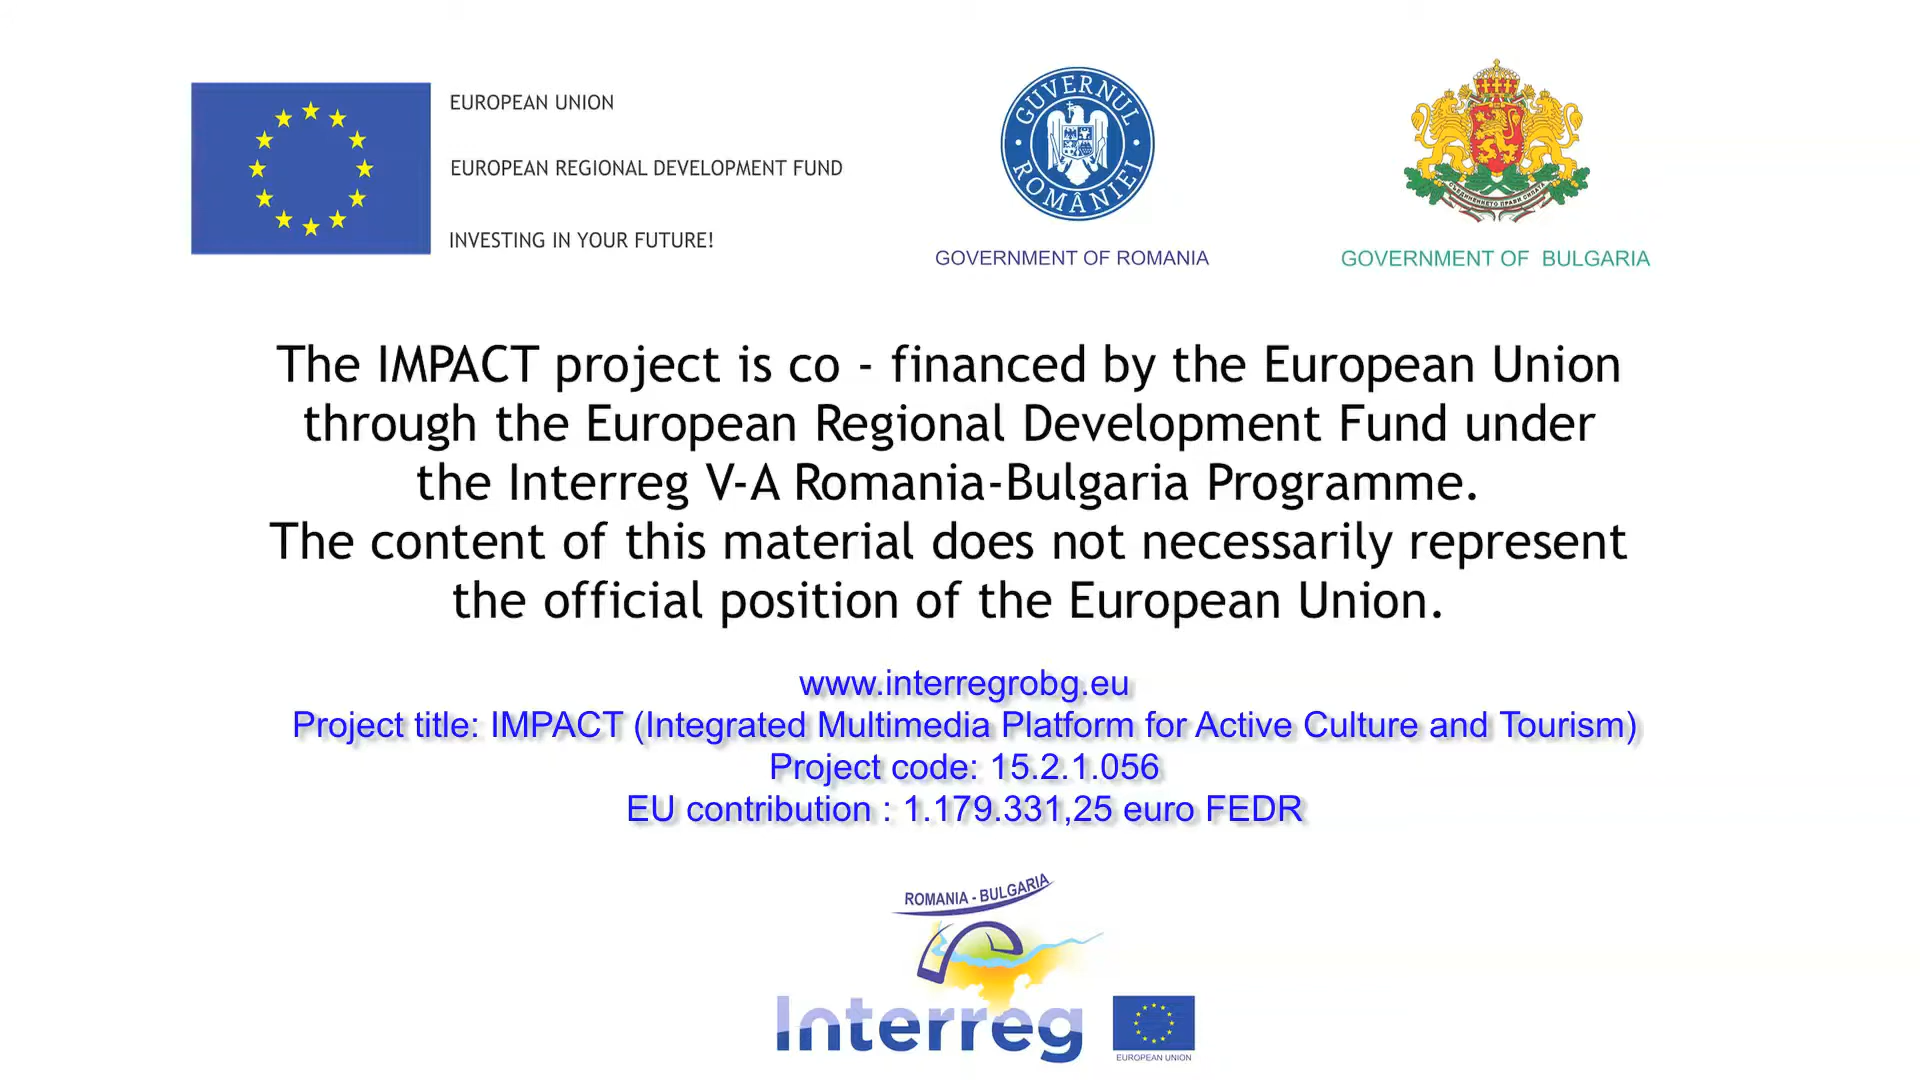 EUROPEAN UNION
EUROPEAN REGIONAL DEVELOPMENT FUND
INVESTING IN YOUR FUTURE!
GUVERNUL ROMÂNIEI
GOVERNMENT OF ROMANIA
СЪЕДИНЕНИЕТО ПРАВИ СИЛАТА
GOVERNMENT OF BULGARIA
The IMPACT project is co - financed by the European Union
through the European Regional Development Fund under
the Interreg V-A Romania-Bulgaria Programme.
The content of this material does not necessarily represent
the official position of the European Union.
www.interregrobg.eu
Project title: IMPACT (Integrated Multimedia Platform for Active Culture and Tourism)
Project code: 15.2.1.056
EU contribution : 1.179.331,25 euro FEDR
ROMANIA - BULGARIA
Interreg
EUROPEAN UNION